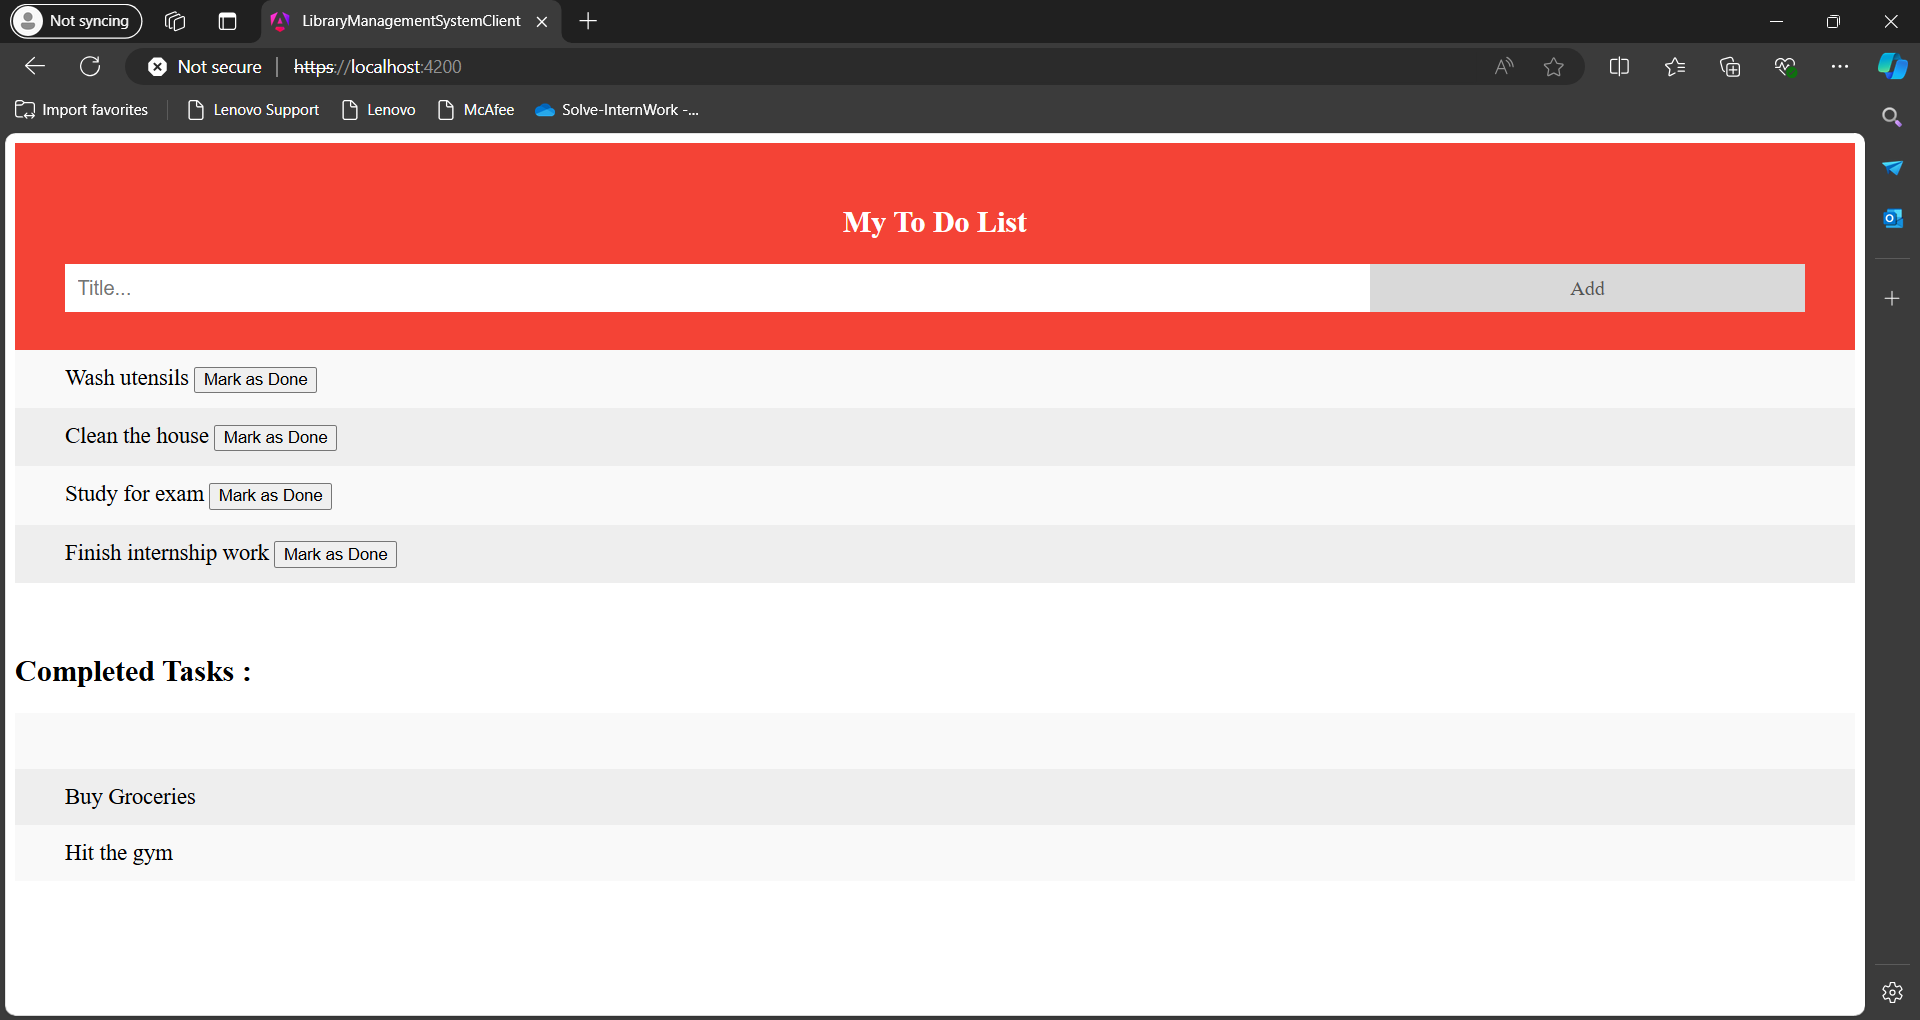 Not syncing
LibraryManagementSystemClient
Not secure
https://localhost:4200
Import favorites
Lenovo Support
Lenovo
McAfee
Solve-InternWork -...
My To Do List
Title...
Add
Wash utensils Mark as Done
Clean the house Mark as Done
Study for exam Mark as Done
Finish internship work Mark as Done
Completed Tasks :
Buy Groceries
Hit the gym